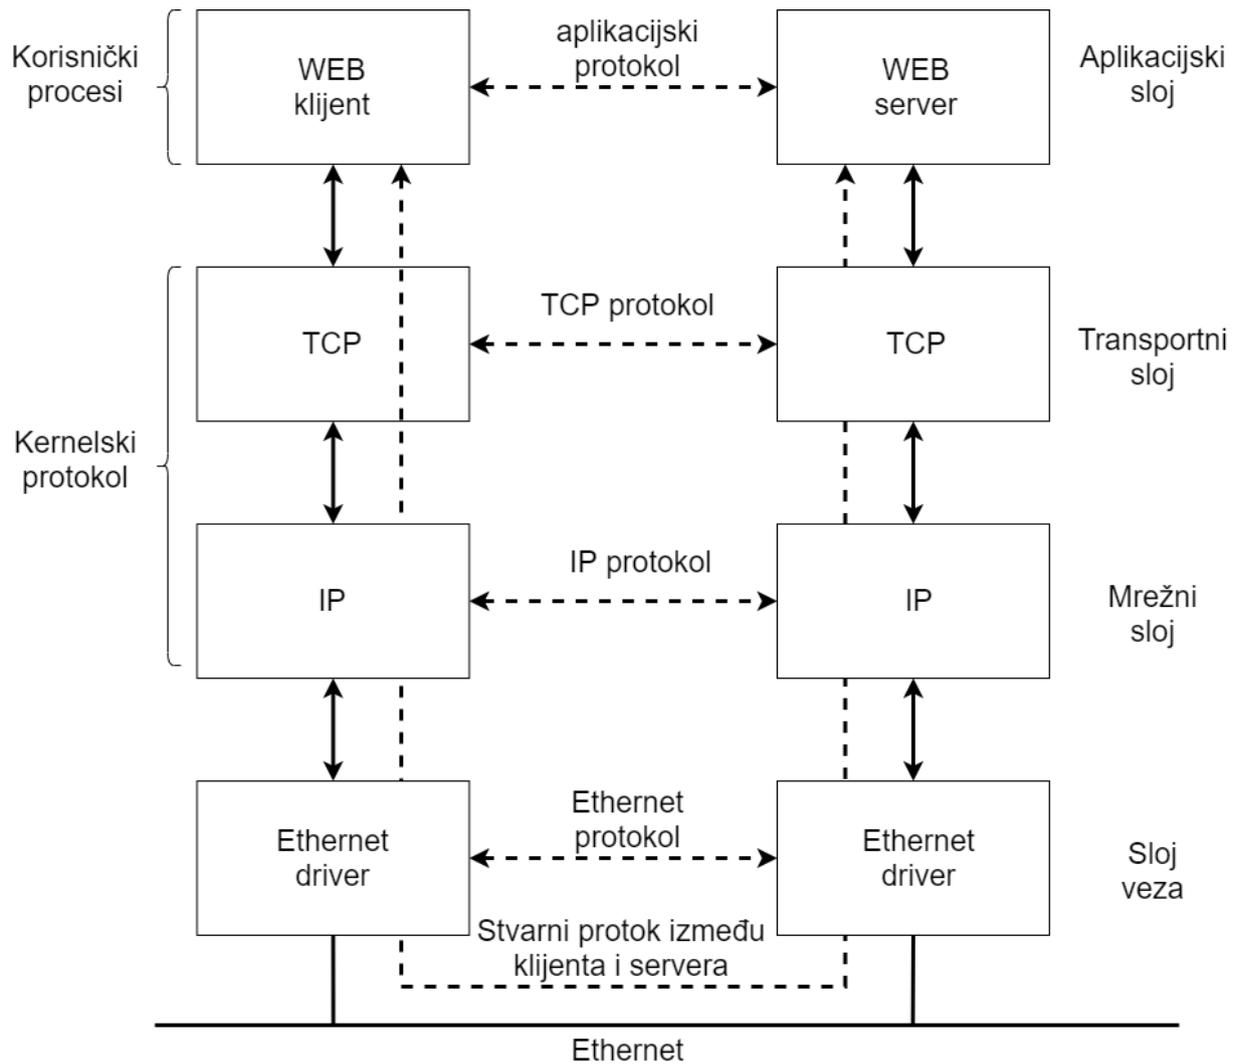 Korisnički
procesi
WEB
klijent
aplikacijski
protokol
WEB
server
Aplikacijski
sloj
TCP
TCP protokol
TCP
Transportni
sloj
Kernelski
protokol
IP
IP protokol
IP
Mrežni
sloj
Ethernet
driver
Ethernet
protokol
Ethernet
driver
Sloj
veza
Stvarni protok između
klijenta i servera
Ethernet